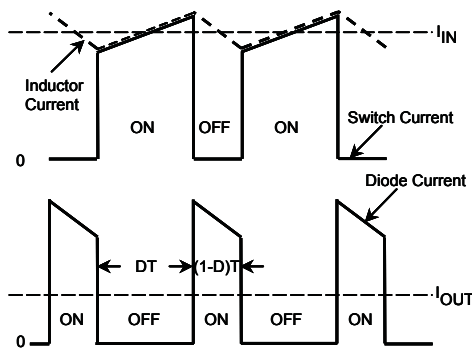 I_IN
Inductor
Current
ON OFF ON
Switch Current
0
Diode Current
DT (1-D)T
I_OUT
ON OFF ON OFF ON
0